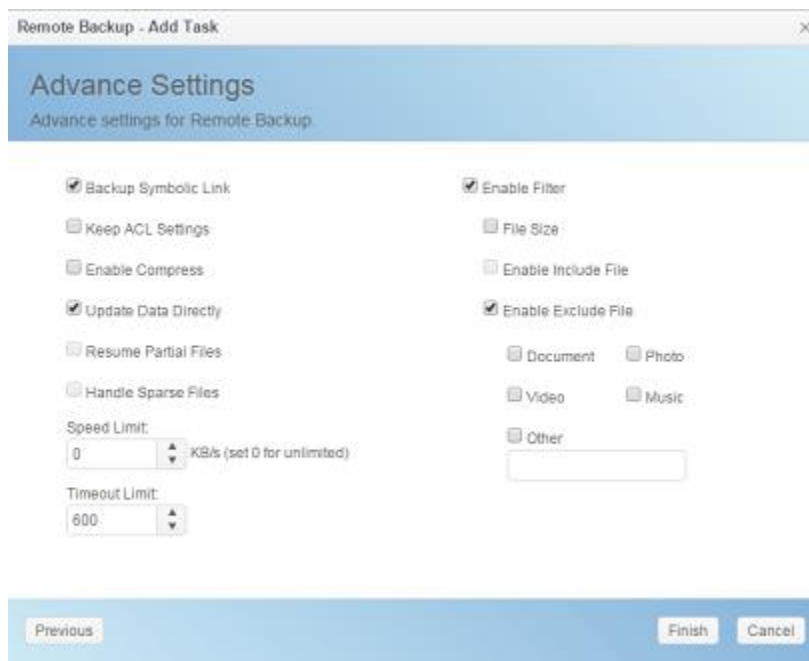 Remote Backup - Add Task
Advance Settings
Advance settings for Remote Backup.
Backup Symbolic Link
Keep ACL Settings
Enable Compress
Update Data Directly
Resume Partial Files
Handle Sparse Files
Speed Limit:
0 KB/s (set 0 for unlimited)
Timeout Limit:
600
Enable Filter
File Size
Enable Include File
Enable Exclude File
Document Photo
Video Music
Other
Previous Finish Cancel